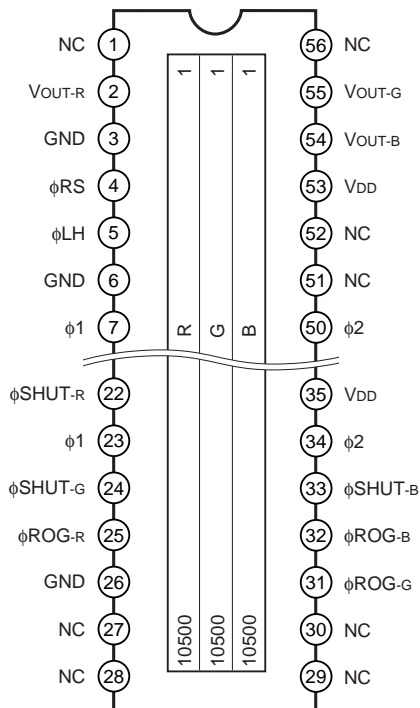 NC 1 1 1 1 56 NC
VOUT-R 2 55 VOUT-G
GND 3 54 VOUT-B
ϕRS 4 53 VDD
ϕLH 5 52 NC
GND 6 51 NC
ϕ1 7 R G B 50 ϕ2
ϕSHUT-R 22 35 VDD
ϕ1 23 34 ϕ2
ϕSHUT-G 24 33 ϕSHUT-B
ϕROG-R 25 32 ϕROG-B
GND 26 31 ϕROG-G
NC 27 10500 10500 10500 30 NC
NC 28 29 NC